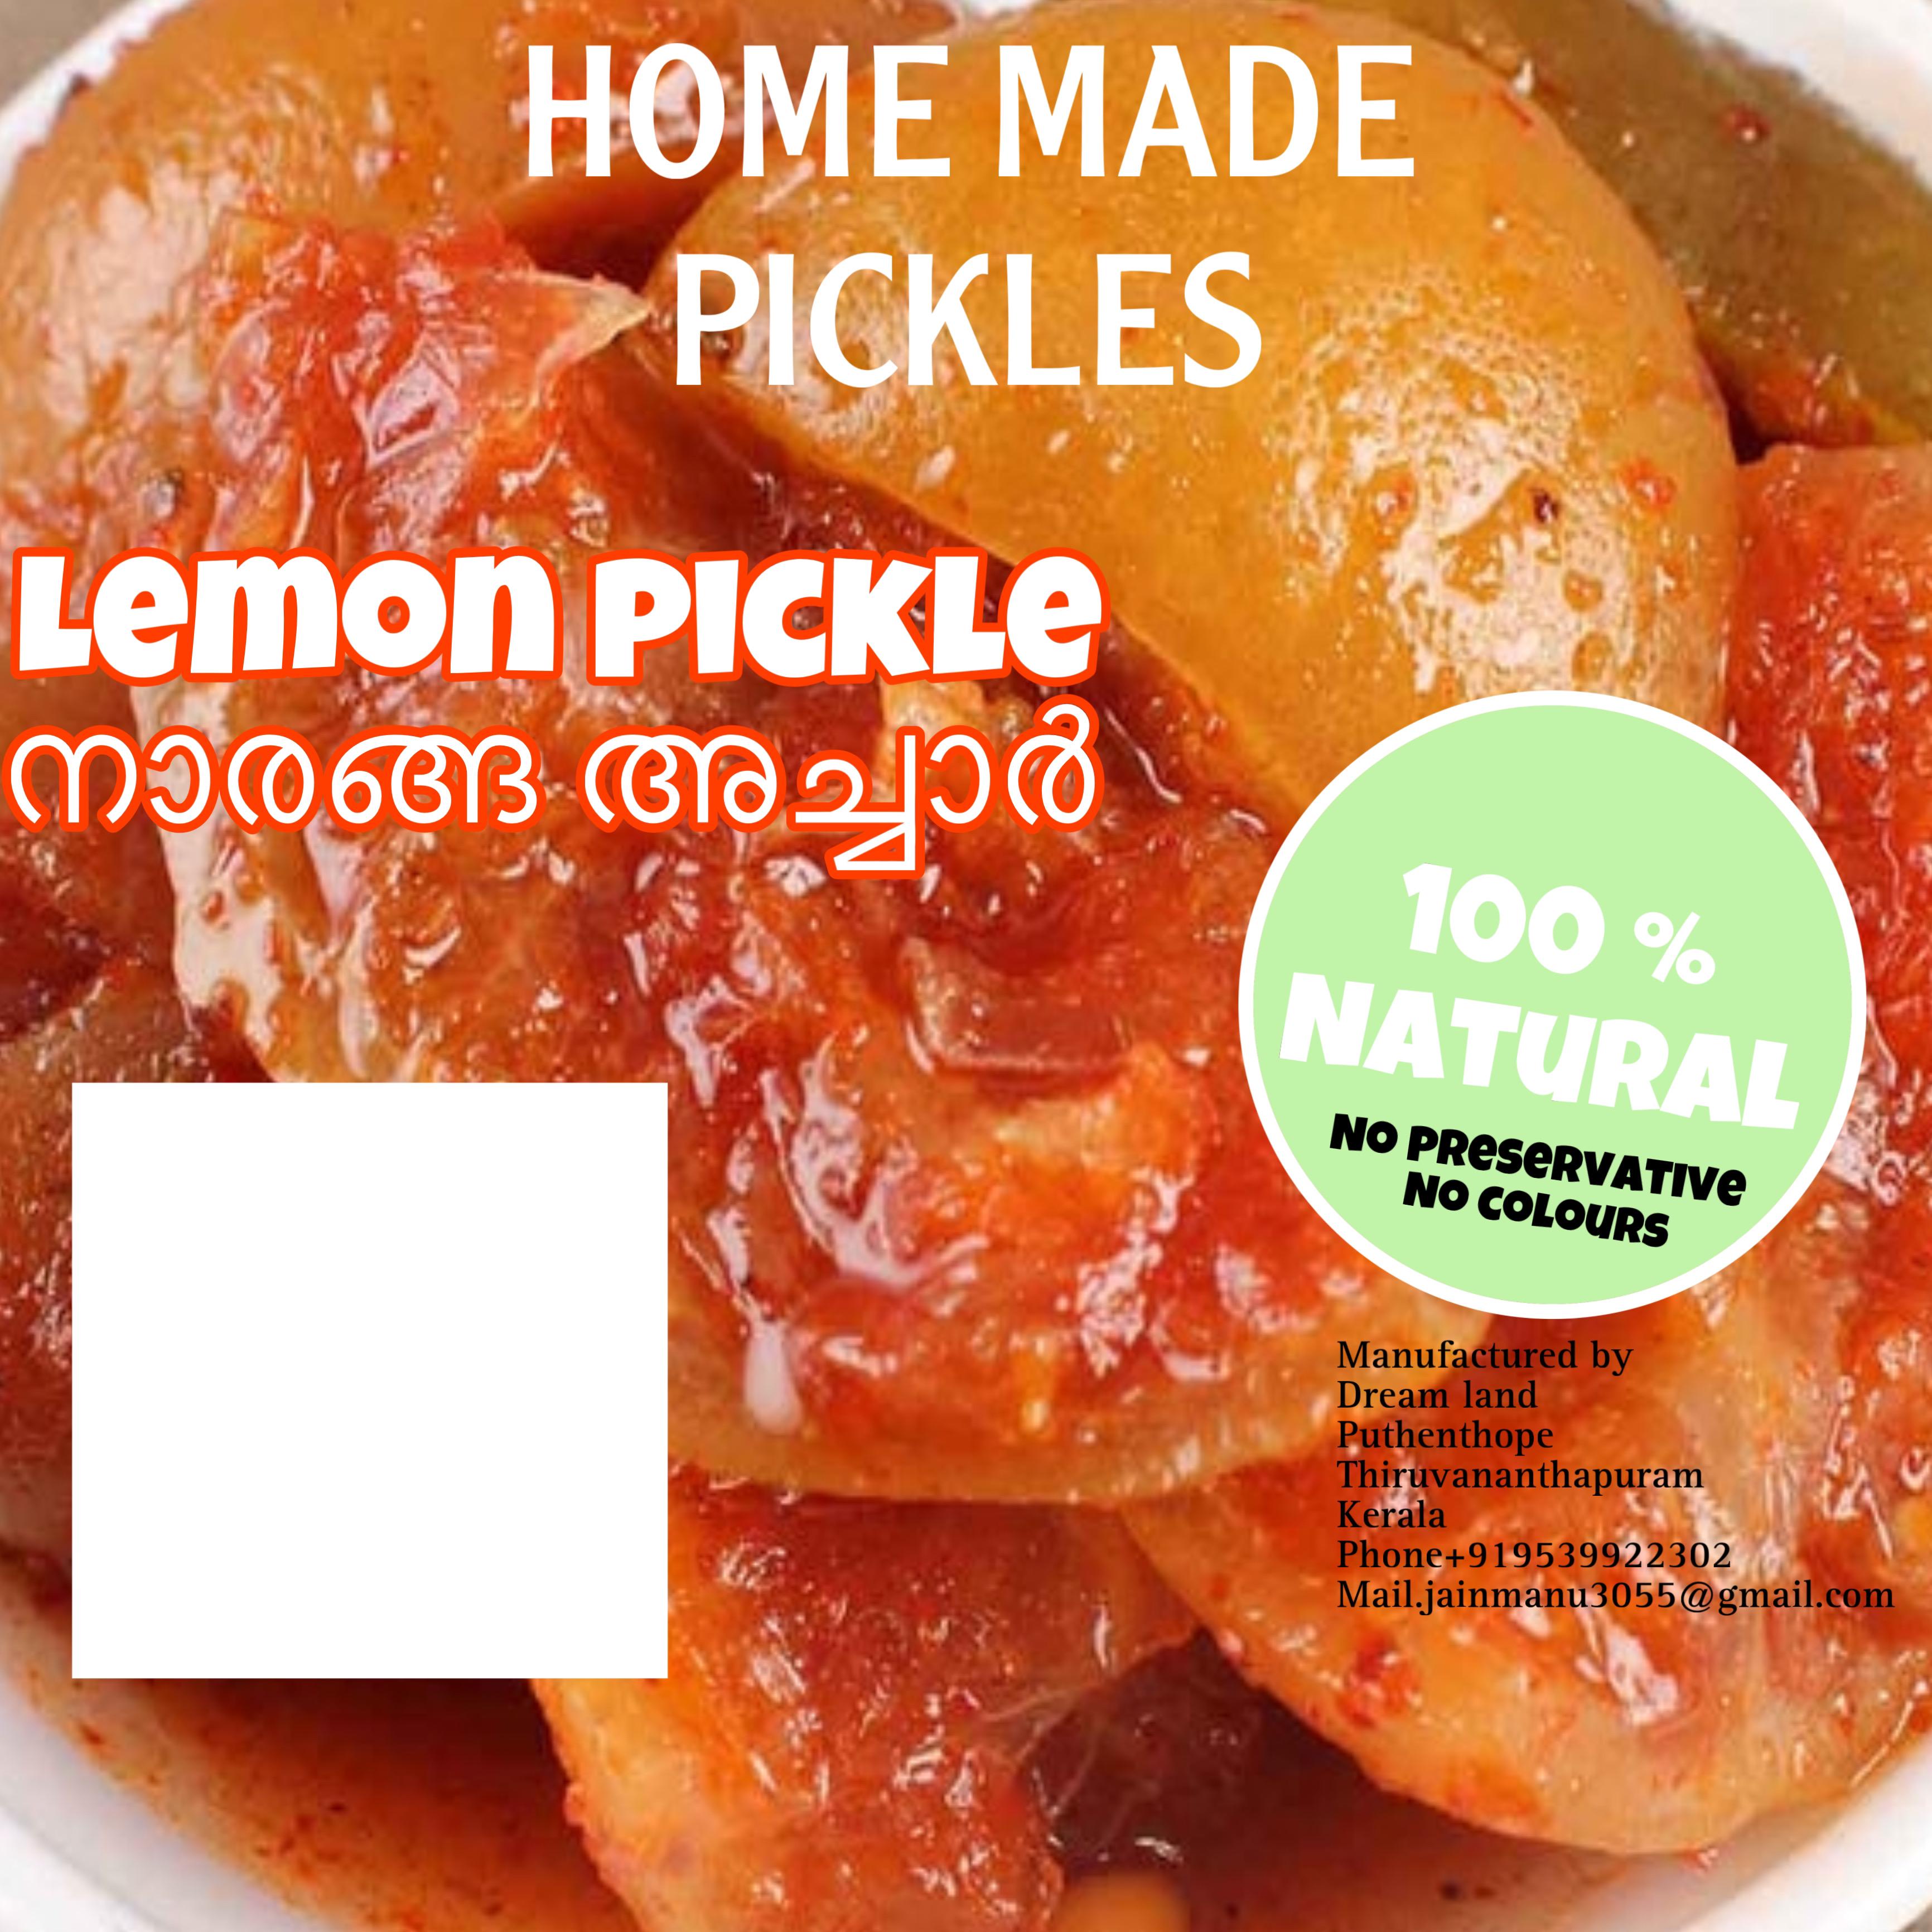 HOME MADE
PICKLES
Lemon PICKLe
നാരങ്ങ അച്ചാർ
100 %
NATURAL
NO PReSeRVATIVe
NO COLOURS
Manufactured by
Dream land
Puthenthope
Thiruvananthapuram
Kerala
Phone+919539922302
Mail.jainmanu3055@gmail.com